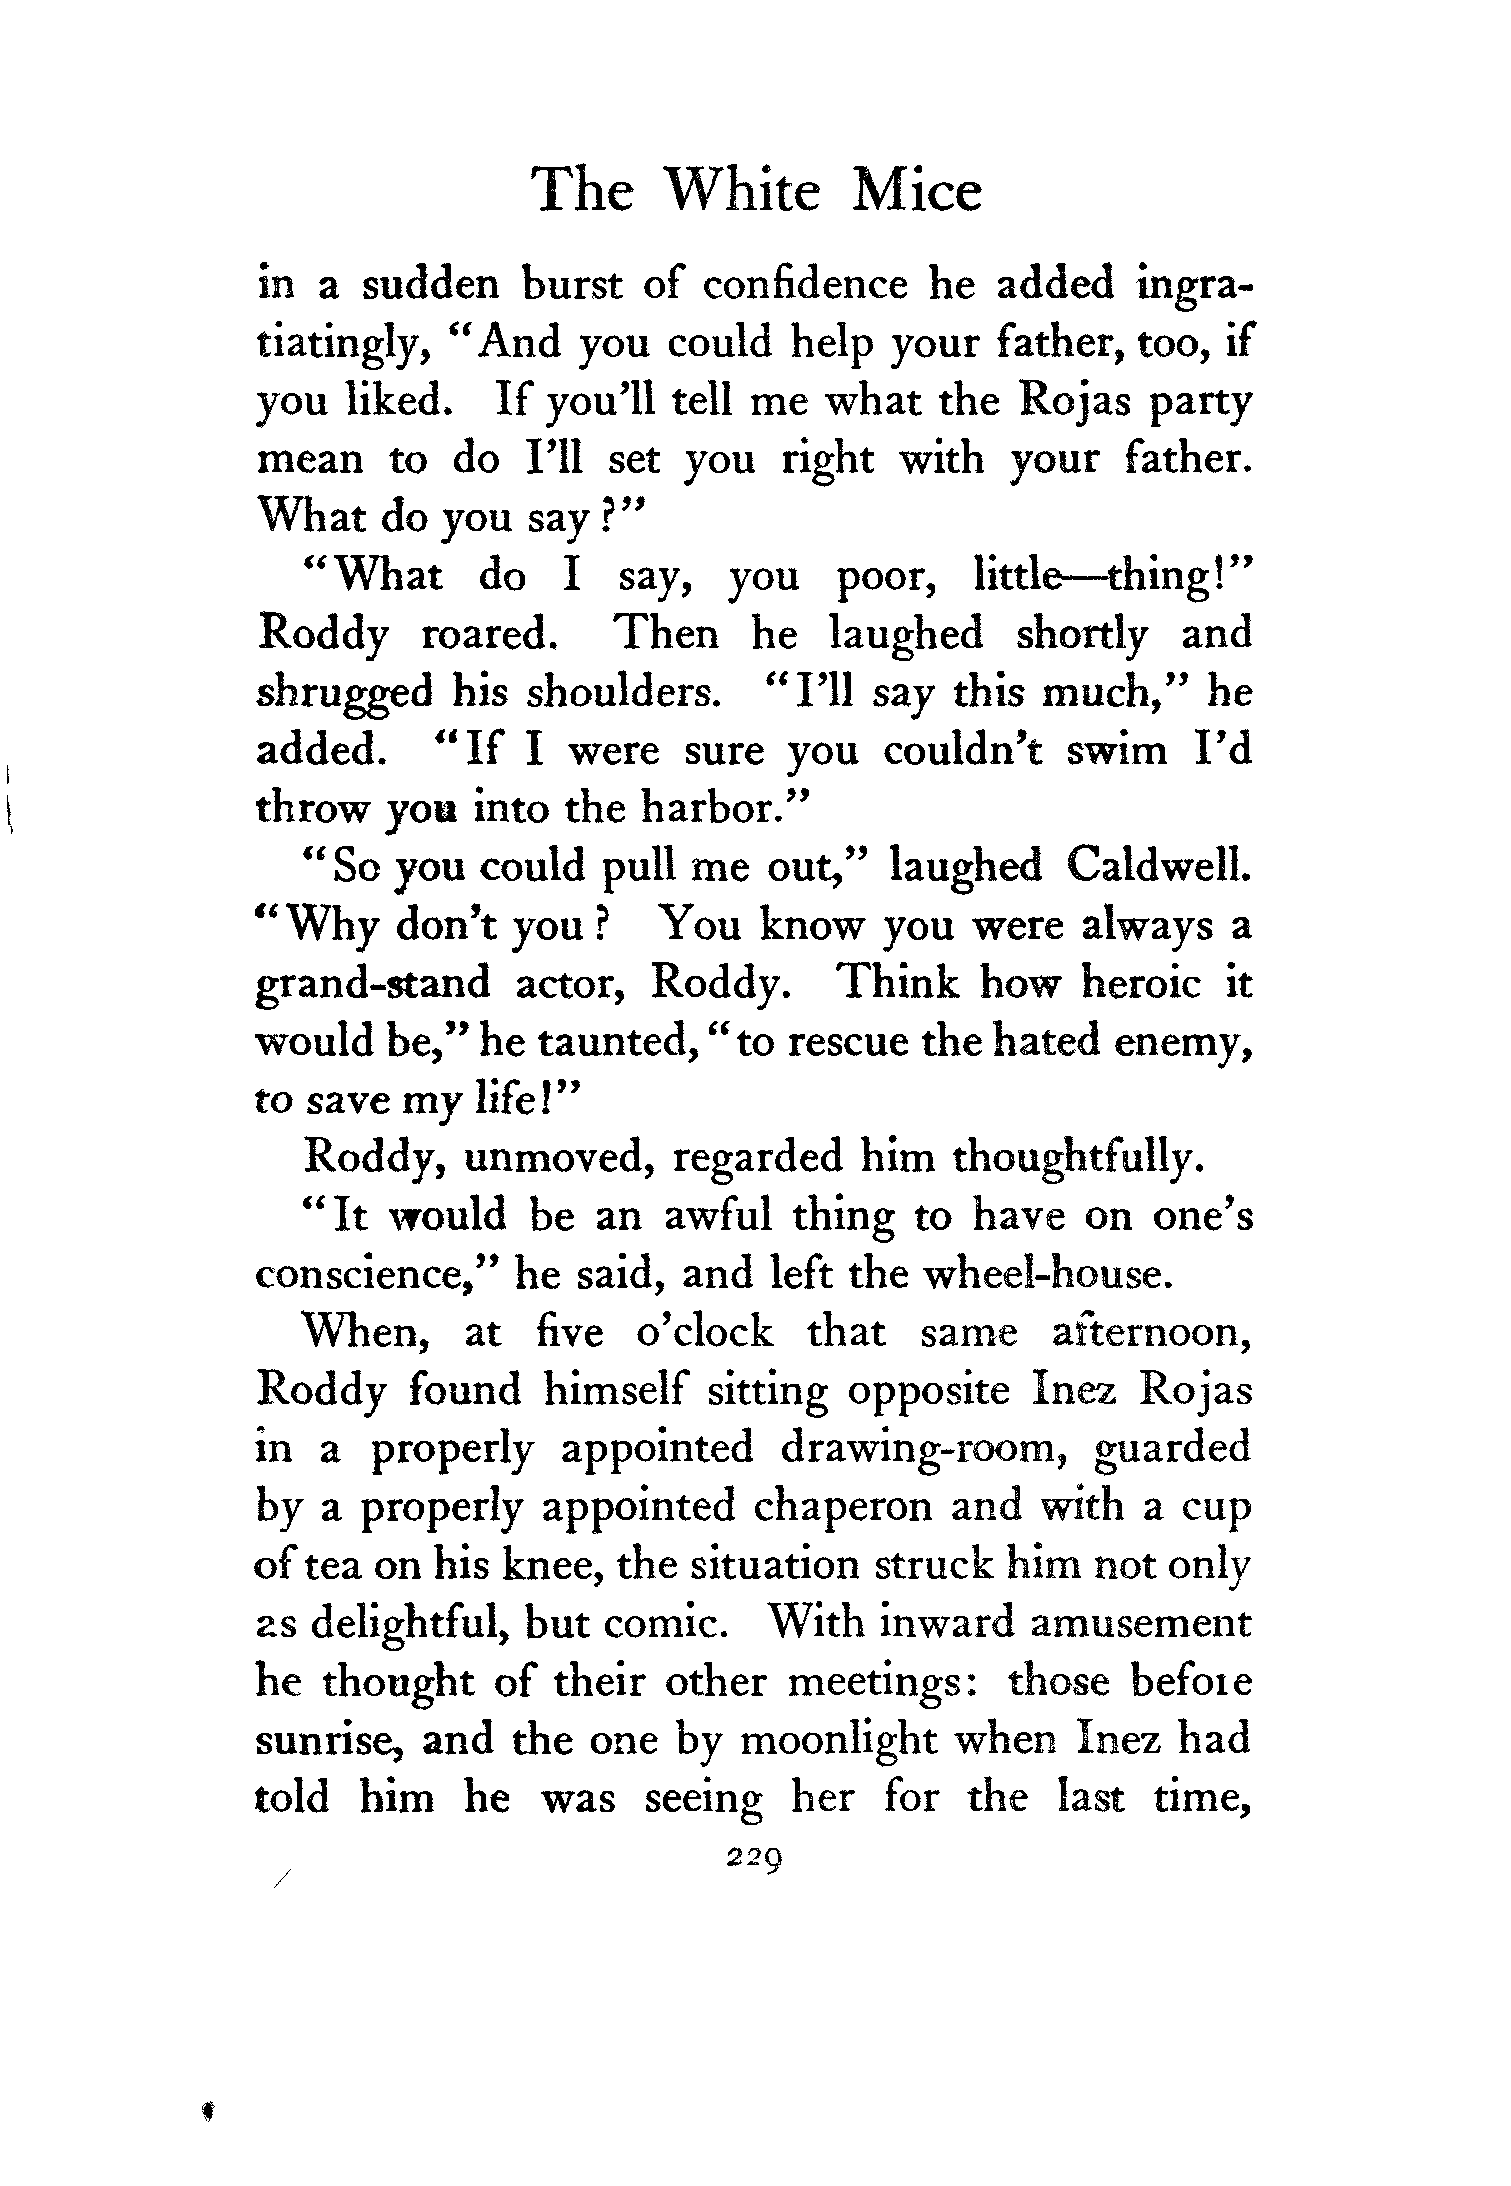 The White Mice
in a sudden burst of confidence he added ingra-
tiatingly, "And you could help your father, too, if
you liked. If you'll tell me what the Rojas party
mean to do I'll set you right with your father.
What do you say?"
"What do I say, you poor, little—thing!"
Roddy roared. Then he laughed shortly and
shrugged his shoulders. "I'll say this much," he
added. "If I were sure you couldn't swim I'd
throw you into the harbor."
"So you could pull me out," laughed Caldwell.
"Why don't you? You know you were always a
grand-stand actor, Roddy. Think how heroic it
would be," he taunted, "to rescue the hated enemy,
to save my life!"
Roddy, unmoved, regarded him thoughtfully.
"It would be an awful thing to have on one's
conscience," he said, and left the wheel-house.
When, at five o'clock that same afternoon,
Roddy found himself sitting opposite Inez Rojas
in a properly appointed drawing-room, guarded
by a properly appointed chaperon and with a cup
of tea on his knee, the situation struck him not only
as delightful, but comic. With inward amusement
he thought of their other meetings: those before
sunrise, and the one by moonlight when Inez had
told him he was seeing her for the last time,
229